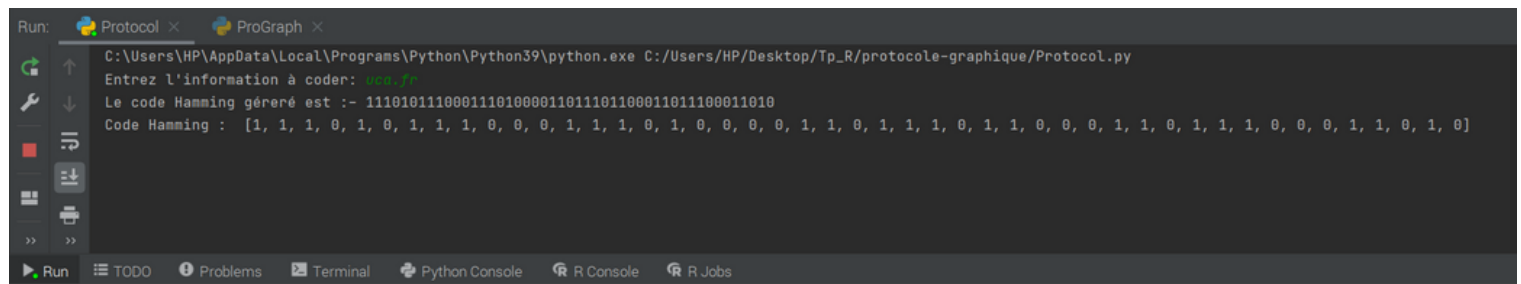 Run:
Protocol
ProGraph
C:\Users\HP\AppData\Local\Programs\Python\Python39\python.exe C:/Users/HP/Desktop/Tp_R/protocole-graphique/Protocol.py
Entrez l'information à coder: uca.fr
Le code Hamming géreré est :- 11101011100011101000011011101100011011100011010
Code Hamming :  [1, 1, 1, 0, 1, 0, 1, 1, 1, 0, 0, 0, 1, 1, 1, 0, 1, 0, 0, 0, 0, 1, 1, 0, 1, 1, 1, 0, 1, 1, 0, 0, 0, 1, 1, 0, 1, 1, 1, 0, 0, 0, 1, 1, 0, 1, 0]
Run
TODO
Problems
Terminal
Python Console
R Console
R Jobs